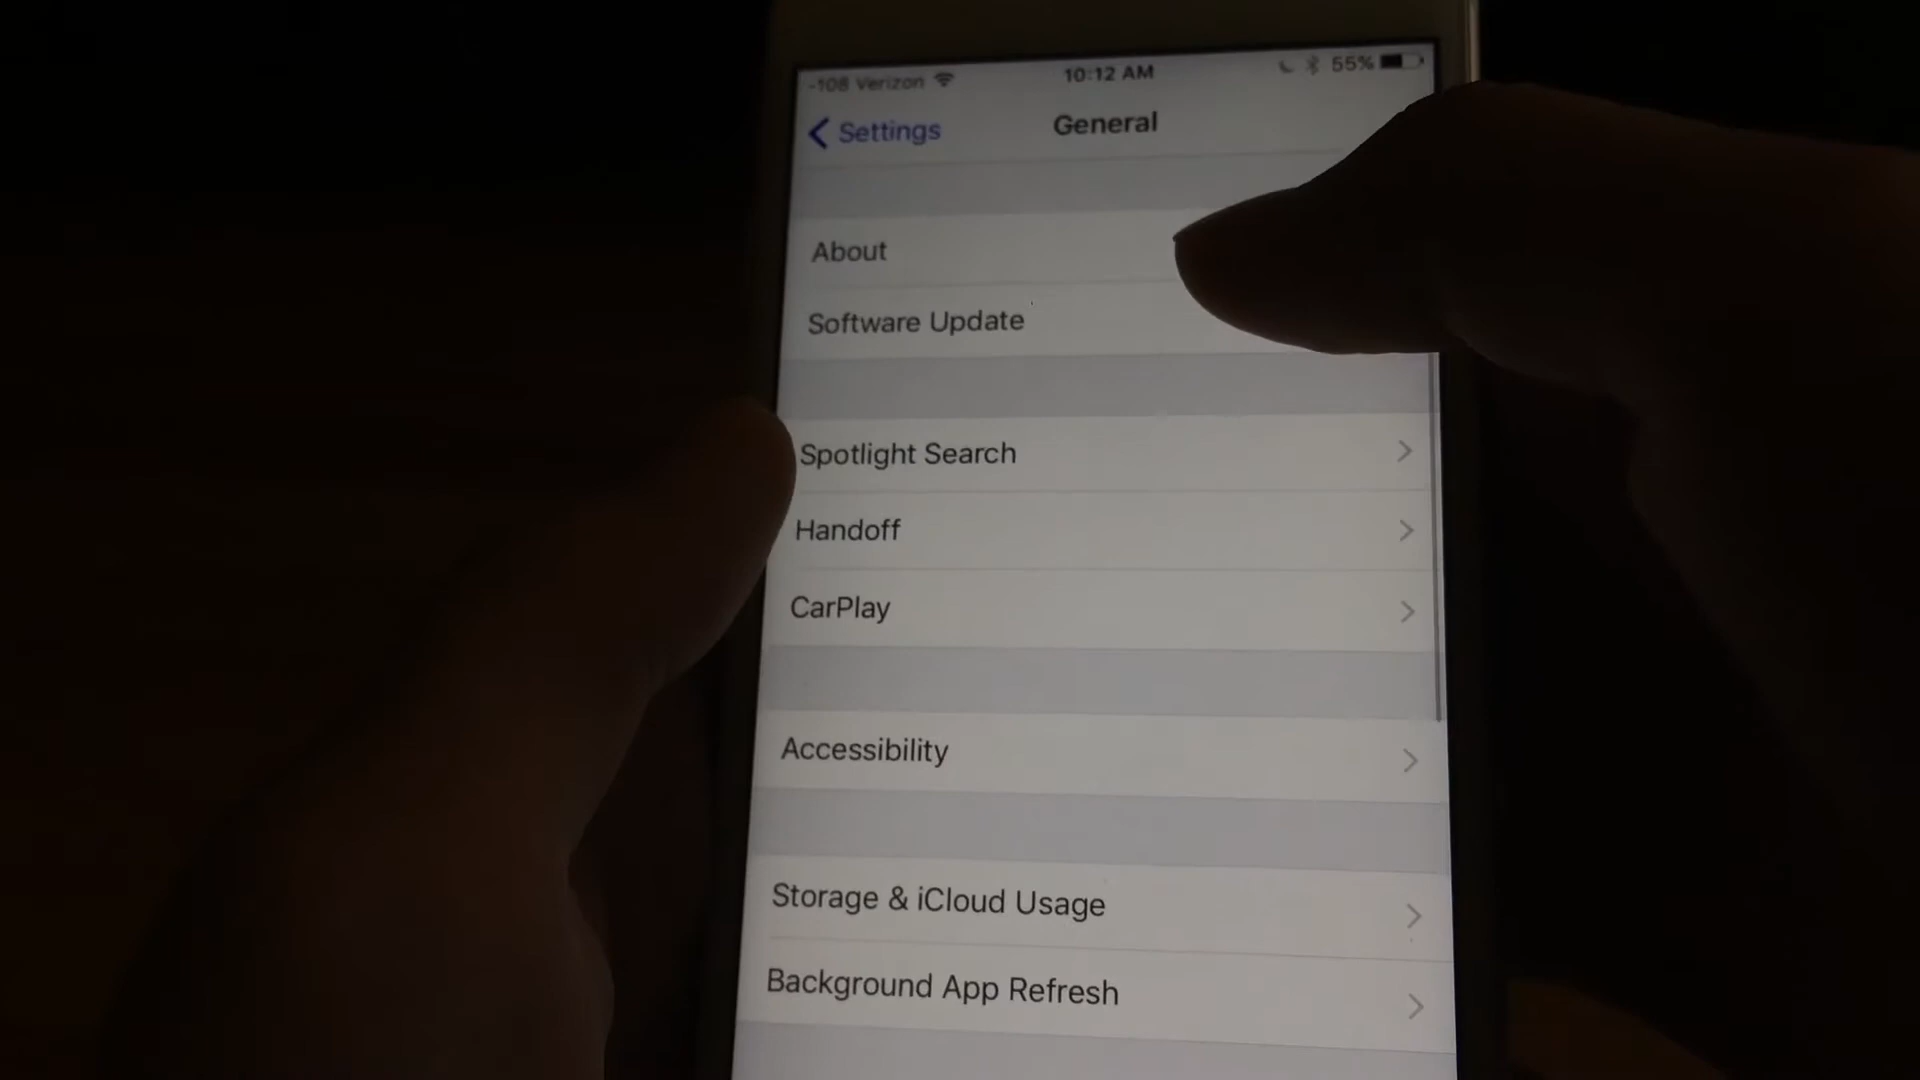 -108 Verizon 10:12 AM 55%
Settings General
About
Software Update
Spotlight Search
Handoff
CarPlay
Accessibility
Storage & iCloud Usage
Background App Refresh